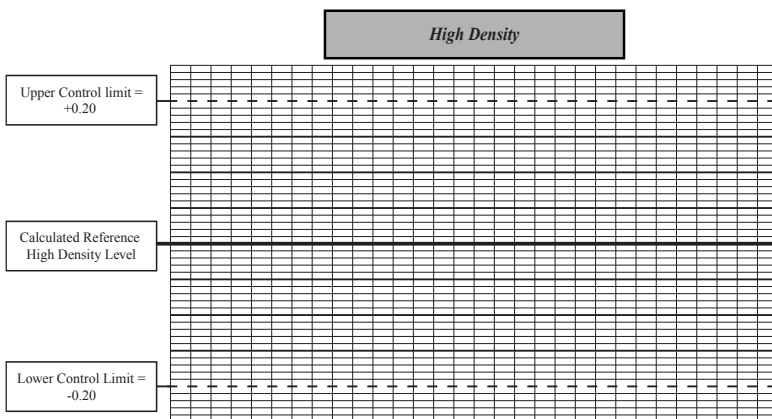 High Density
Upper Control limit =
+0.20
Calculated Reference
High Density Level
Lower Control Limit =
-0.20